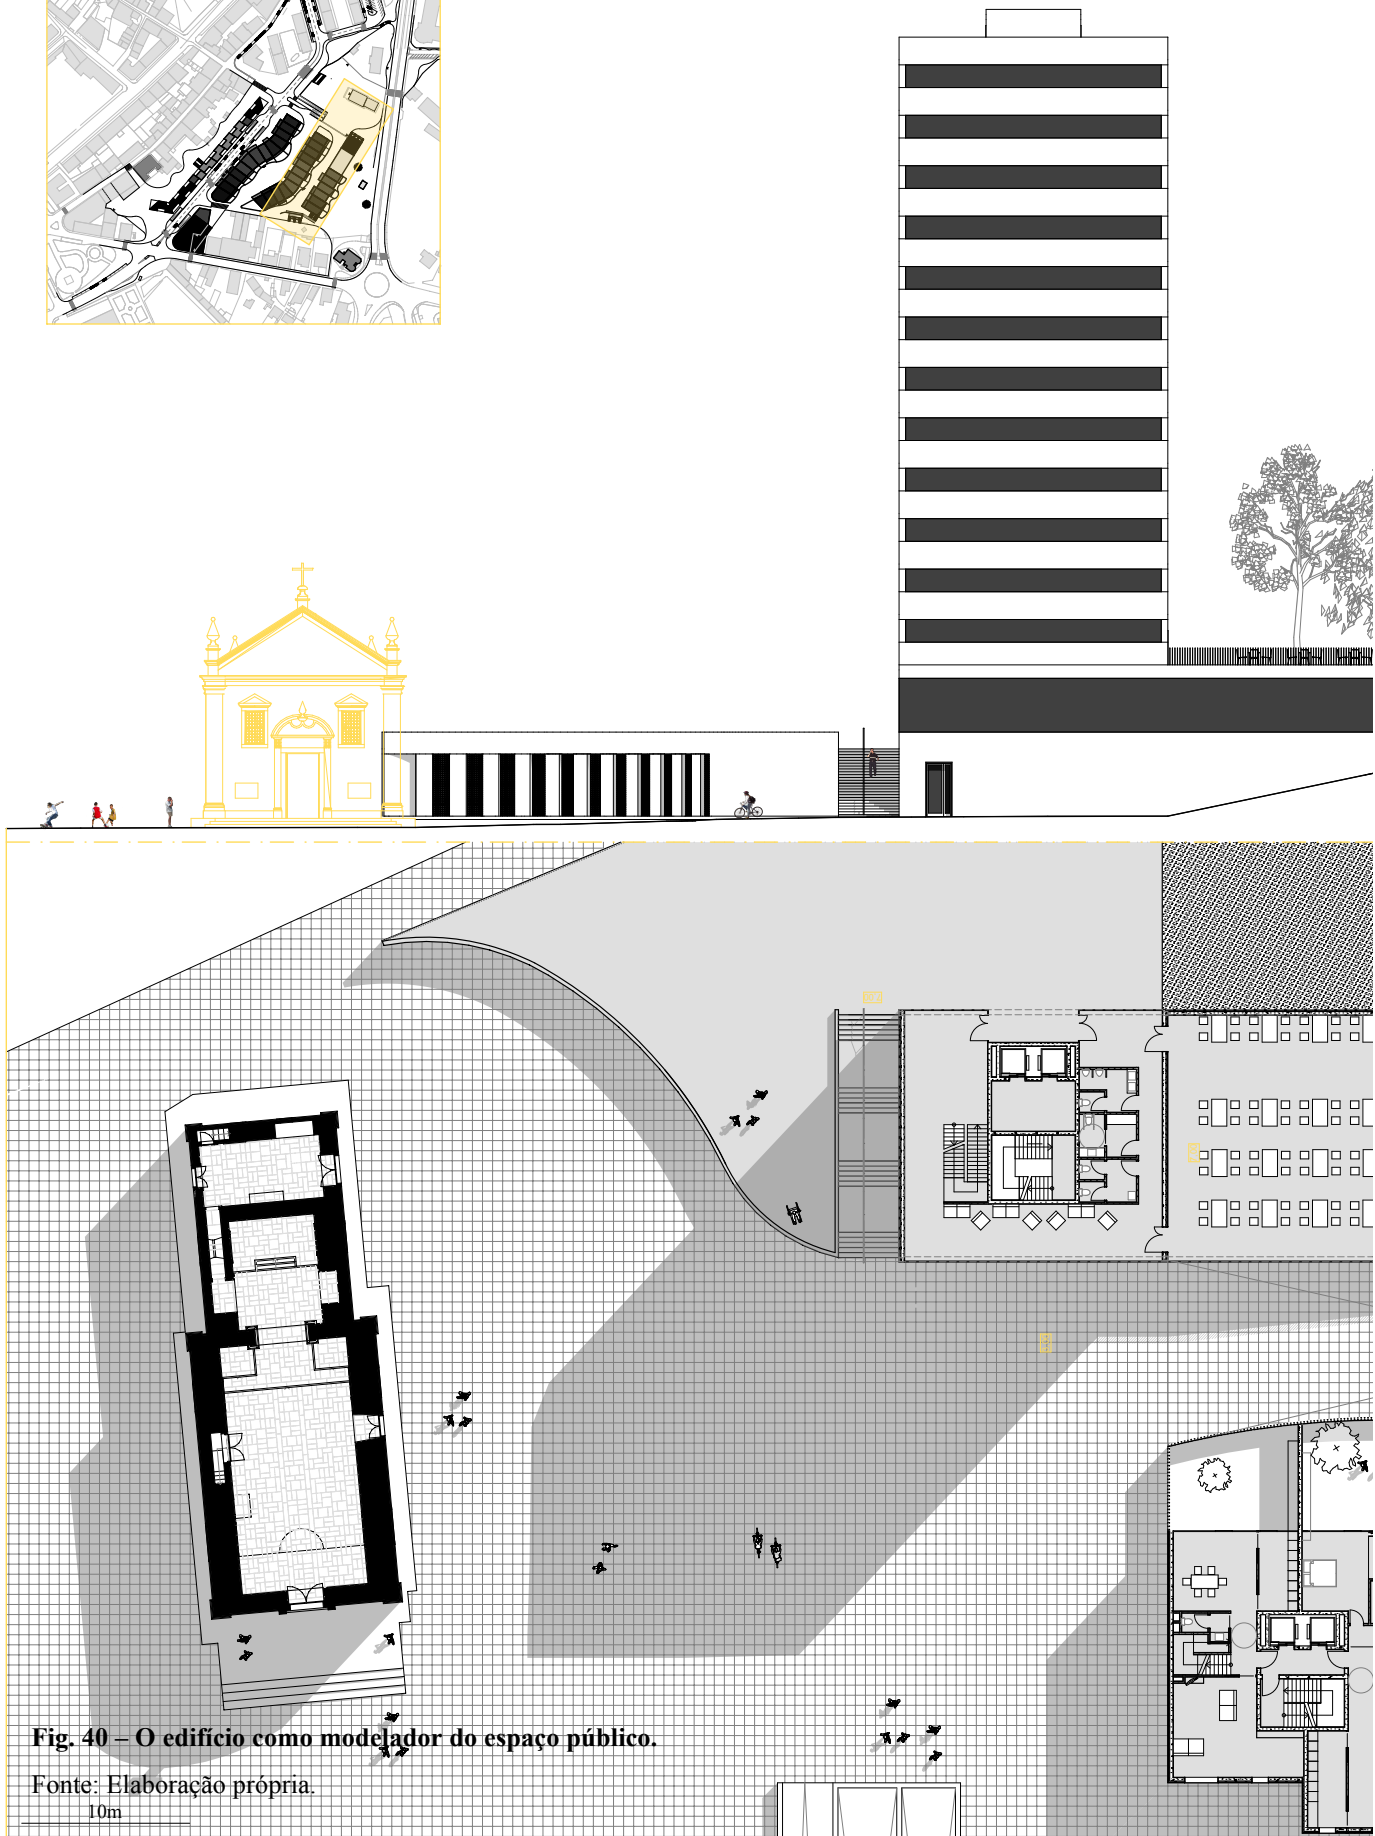 Fig. 40 – O edifício como modelador do espaço público.
Fonte: Elaboração própria.
10m